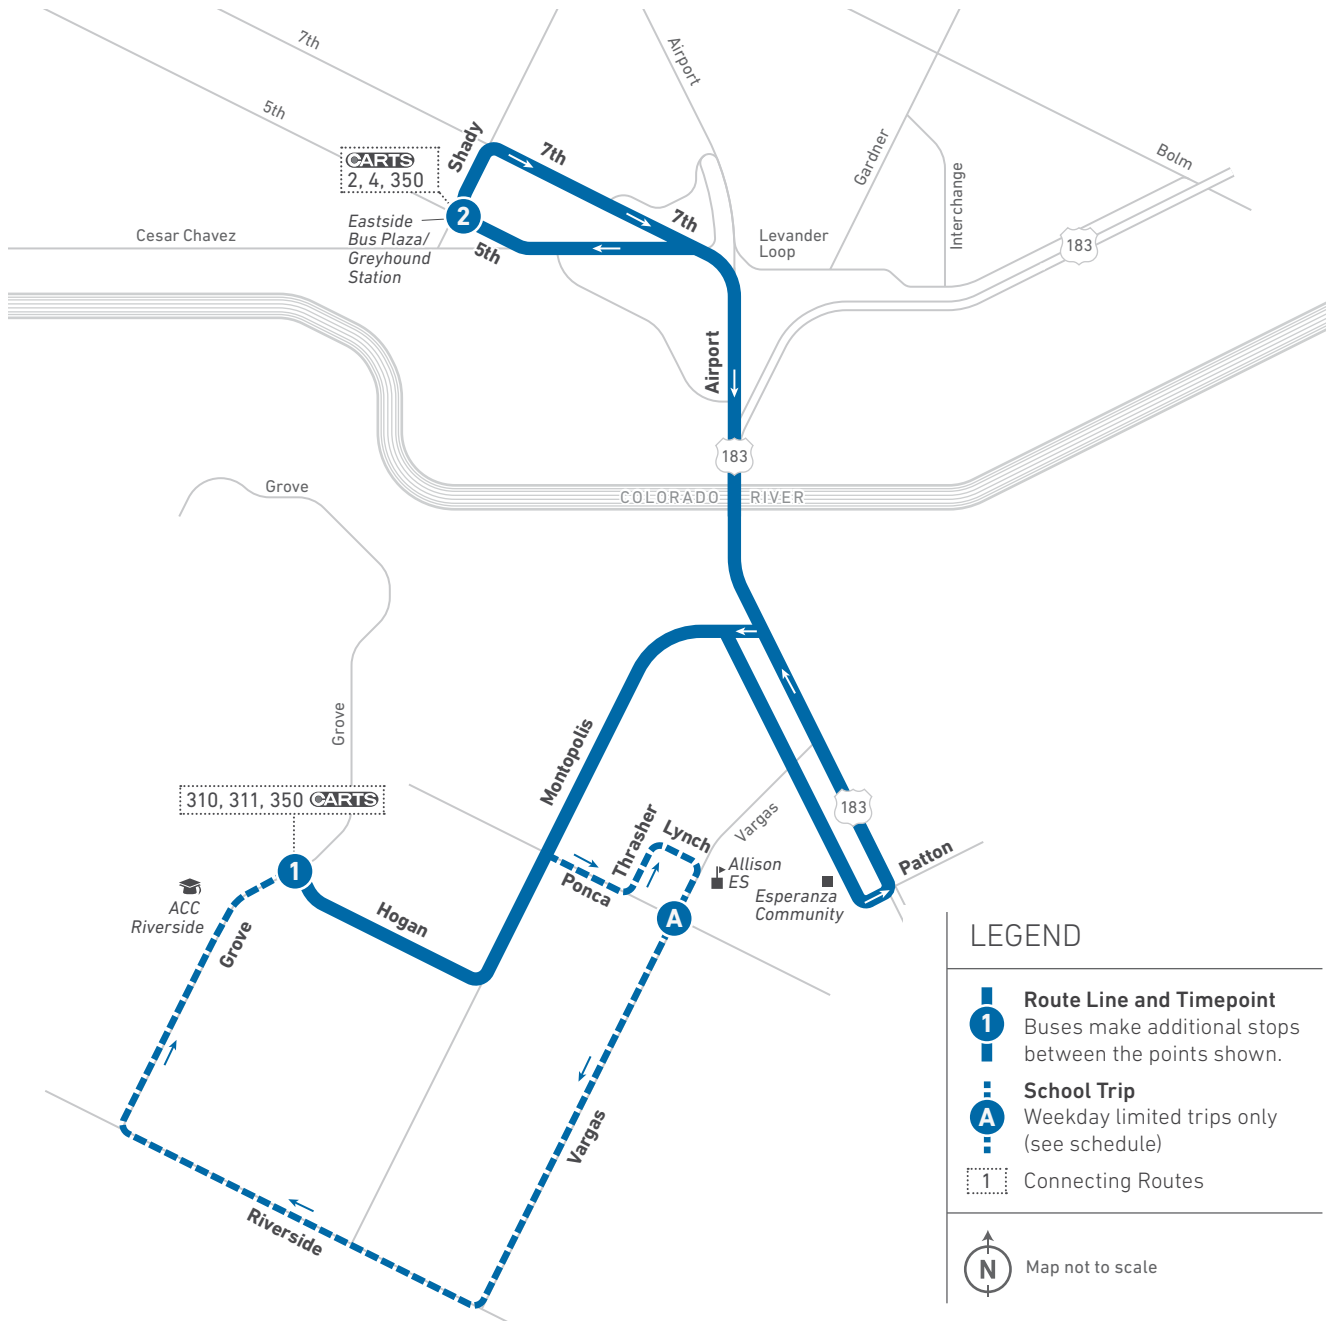 7th
Airport
5th
Gardner
Bolm
Shady
7th
CARTS
2, 4, 350
Interchange
2
7th
Eastside
Bus Plaza/
Greyhound
Station
Cesar Chavez
5th
Levander
Loop
183
Airport
183
COLORADO RIVER
Grove
Grove
Montopolis
310, 311, 350 CARTS
183
Vargas
Thrasher
Lynch
Patton
1
Allison
ES
Ponca
Esperanza
Community
ACC
Riverside
Hogan
A
Grove
Vargas
Riverside
LEGEND
1
Route Line and Timepoint
Buses make additional stops
between the points shown.
A
School Trip
Weekday limited trips only
(see schedule)
1 Connecting Routes
N Map not to scale